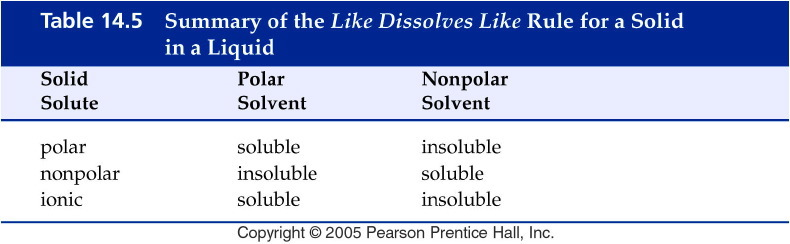 Table 14.5 Summary of the Like Dissolves Like Rule for a Solid
in a Liquid
Solid Polar Nonpolar
Solute Solvent Solvent
polar soluble insoluble
nonpolar insoluble soluble
ionic soluble insoluble
Copyright © 2005 Pearson Prentice Hall, Inc.